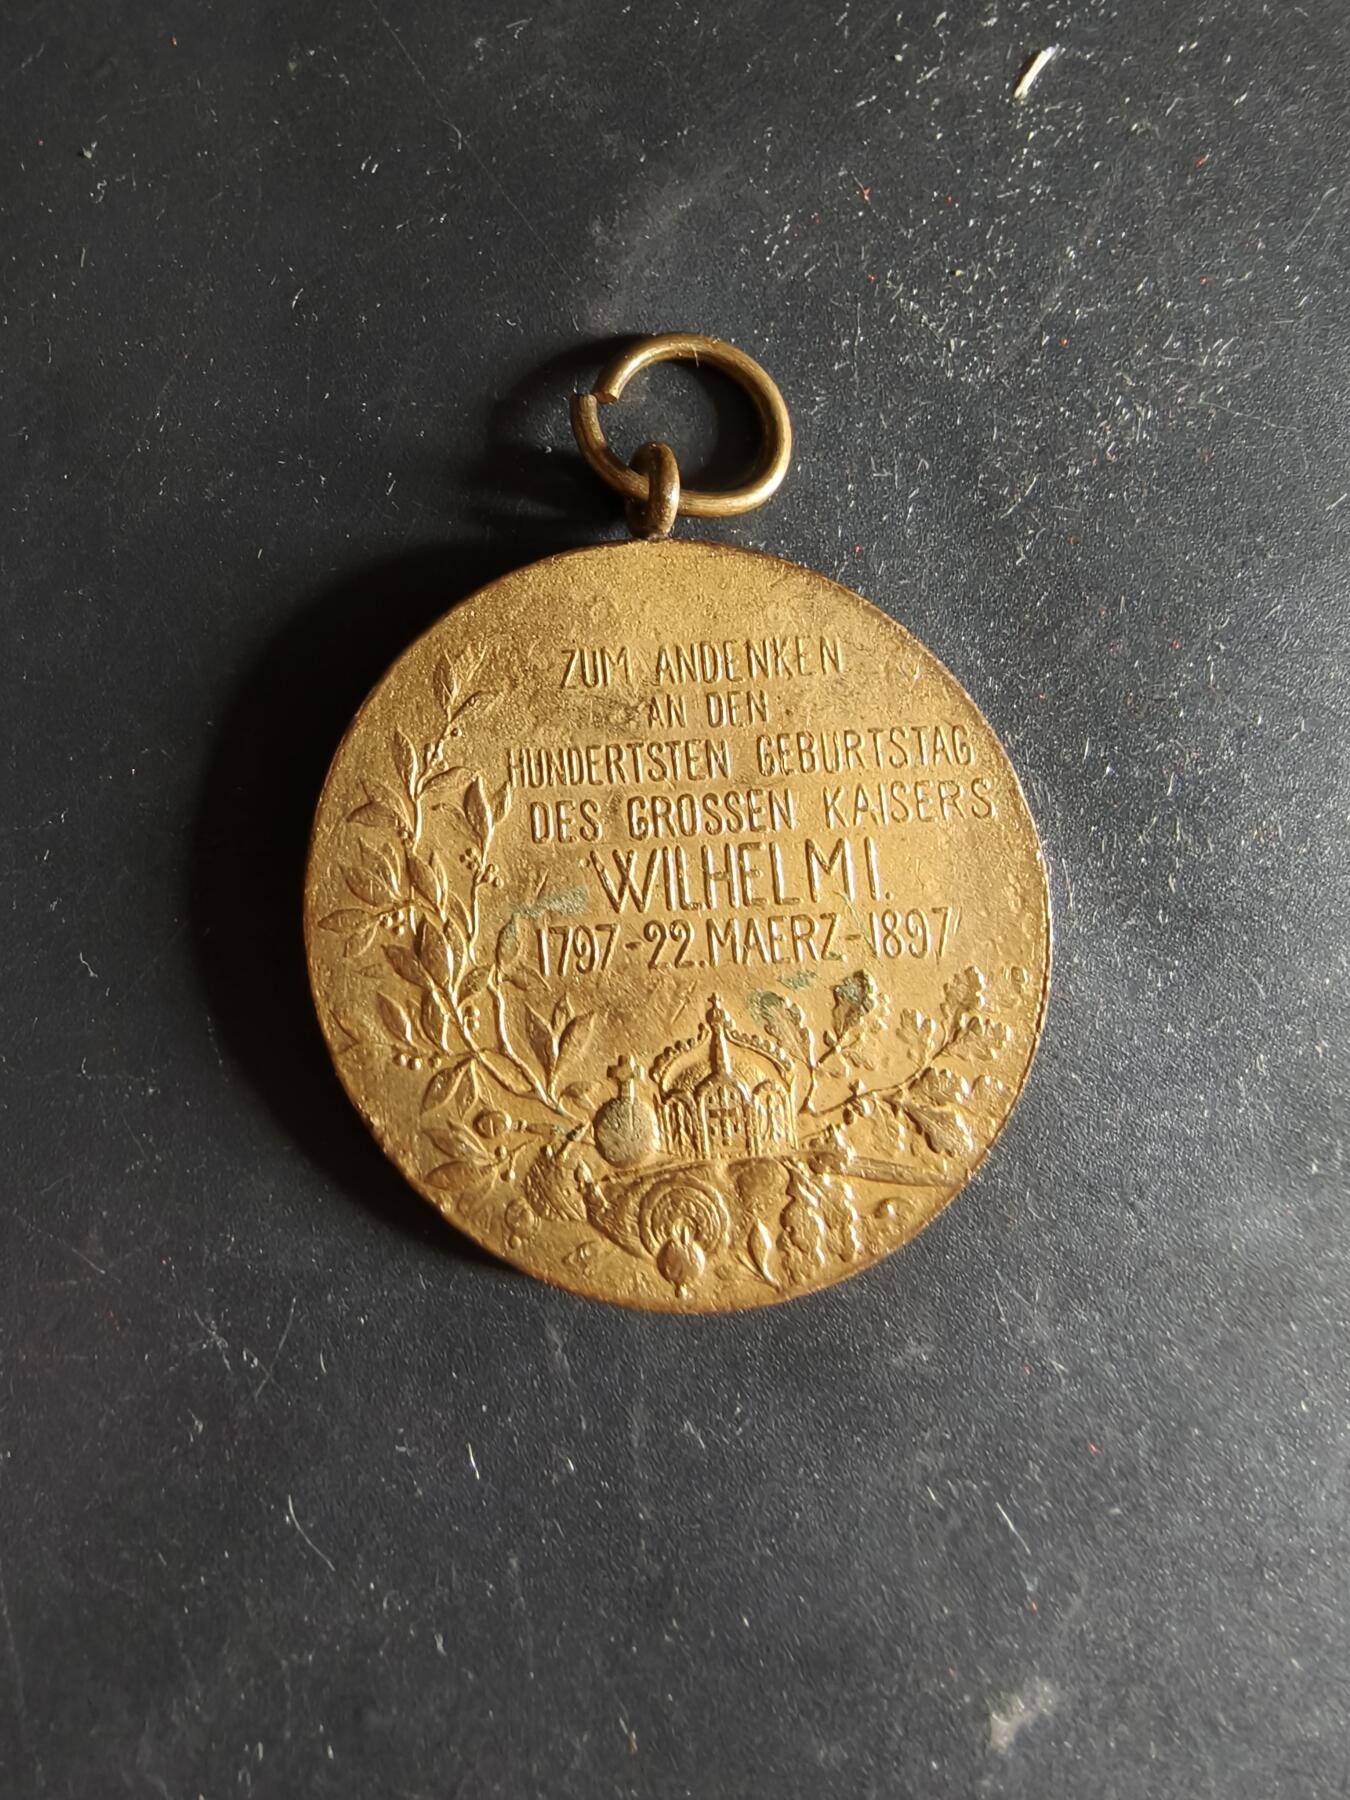 ZUM ANDENKEN
AN DEN
HUNDERTSTEN GEBURTSTAG
DES GROSSEN KAISERS
WILHELM I.
1797-22.MAERZ-1897